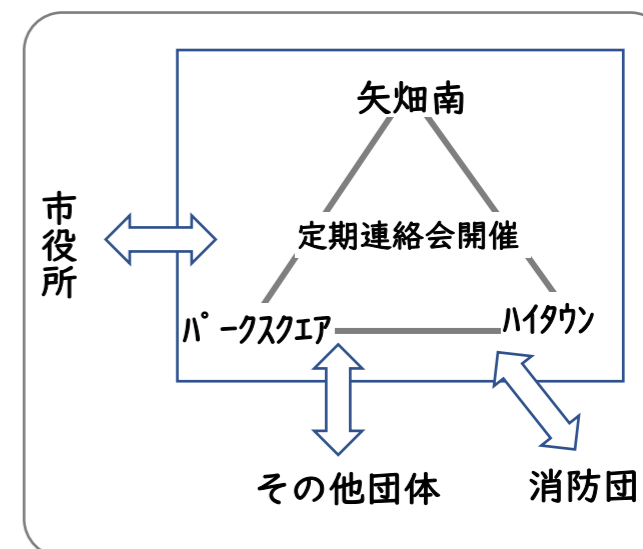 矢畑南
市役所
定期連絡会開催
ﾊﾟｰｸｽｸｴｱ
ﾊｲﾀｳﾝ
その他団体
消防団